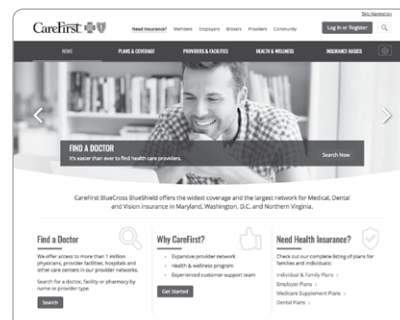 Skip Navigation
CareFirst
Need Insurance? Members Employers Brokers Providers Community
Log In or Register
HOME PLANS & COVERAGE PROVIDERS & FACILITIES HEALTH & WELLNESS INSURANCE BASICS
FIND A DOCTOR
It's easier than ever to find health care providers.
Search Now
CareFirst BlueCross BlueShield offers the widest coverage and the largest network for Medical, Dental
and Vision Insurance in Maryland, Washington, D.C. and Northern Virginia.
Find a Doctor
We offer access to more than 1 million
physicians, provider facilities, hospitals and
other care centers in our provider networks.
Search for a doctor, facility or pharmacy by
name or provider type.
Search
Why CareFirst?
Expansive provider network
Health & wellness program
Experienced customer support team
Get Started
Need Health Insurance?
Check out our complete listing of plans for
families and individuals:
Individual & Family Plans >
Employer Plans >
Medicare Supplement Plans >
Dental Plans >